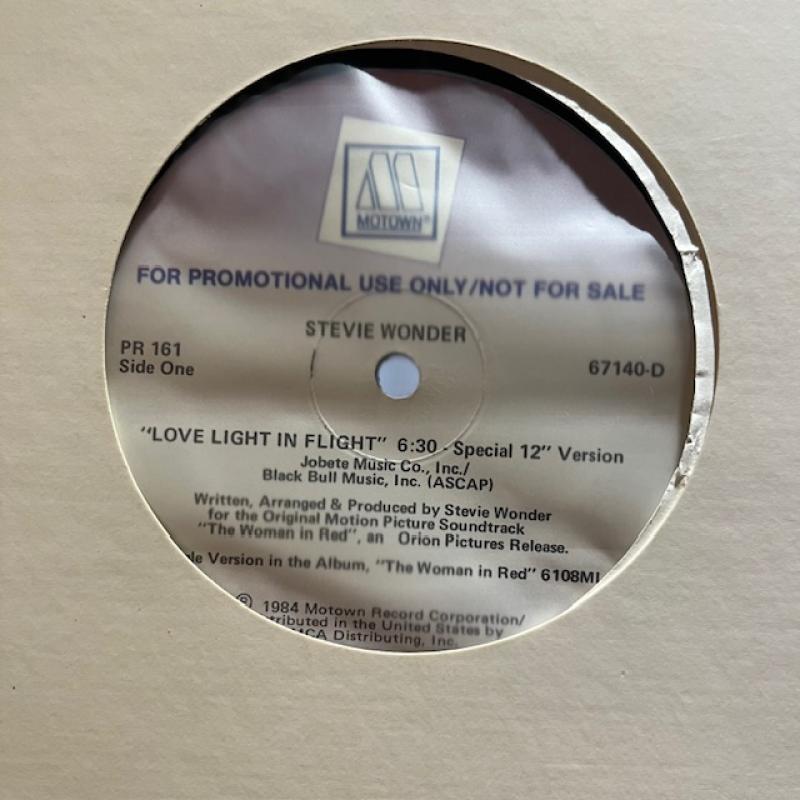 MOTOWN®
FOR PROMOTIONAL USE ONLY/NOT FOR SALE
STEVIE WONDER
PR 161
Side One
67140-D
"LOVE LIGHT IN FLIGHT" 6:30 - Special 12" Version
Jobete Music Co., Inc./
Black Bull Music, Inc. (ASCAP)
Written, Arranged & Produced by Stevie Wonder
for the Original Motion Picture Soundtrack
"The Woman in Red", an Orion Pictures Release.
Version in the Album, "The Woman in Red" 6108ML
℗ 1984 Motown Record Corporation/
in the United States by
Distributing, Inc.